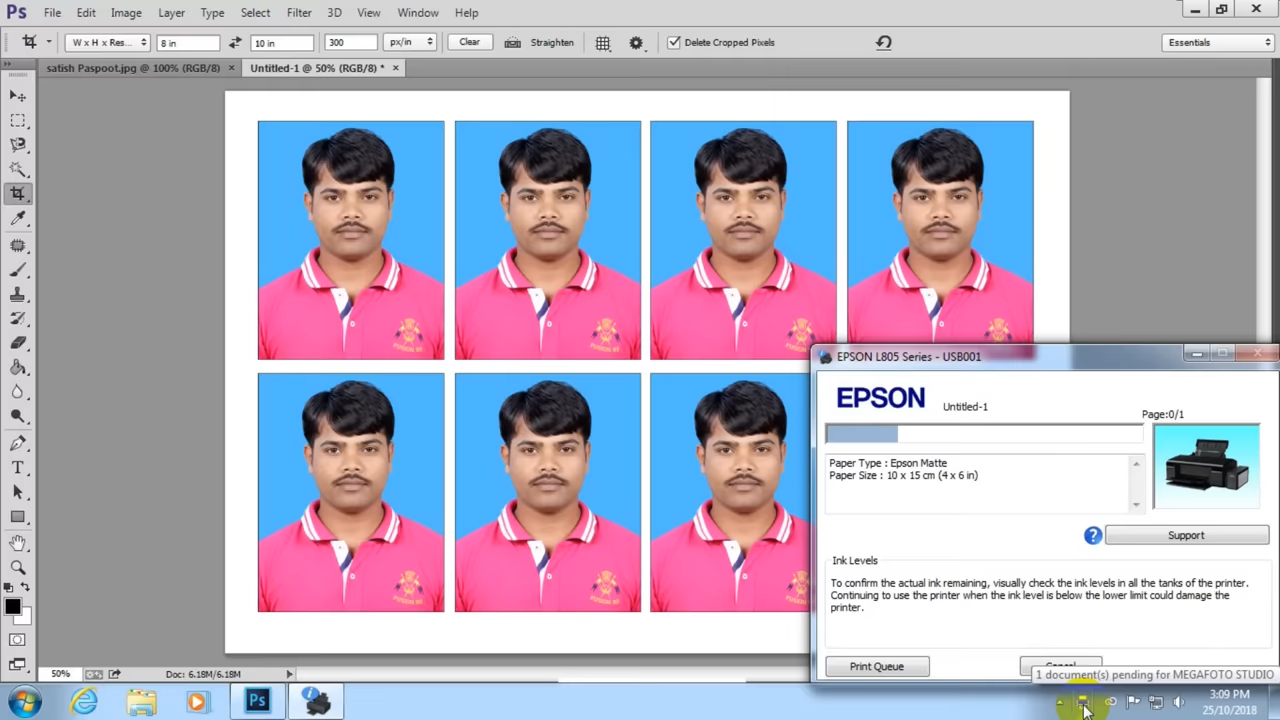 Ps File Edit Image Layer Type Select Filter 3D View Window Help
W x H x Res... 8 in 10 in 300 px/in Clear Straighten Delete Cropped Pixels Essentials
satish Paspoot.jpg @ 100% (RGB/8) × Untitled-1 @ 50% (RGB/8) * ×
EPSON L805 Series - USB001
EPSON Untitled-1
Page:0/1
Paper Type : Epson Matte
Paper Size : 10 x 15 cm (4 x 6 in)
Support
Ink Levels
To confirm the actual ink remaining, visually check the ink levels in all the tanks of the printer.
Continuing to use the printer when the ink level is below the lower limit could damage the
printer.
Print Queue Cancel
1 document(s) pending for MEGAFOTO STUDIO
50% Doc: 6.18M/6.18M
Ps
3:09 PM
25/10/2018